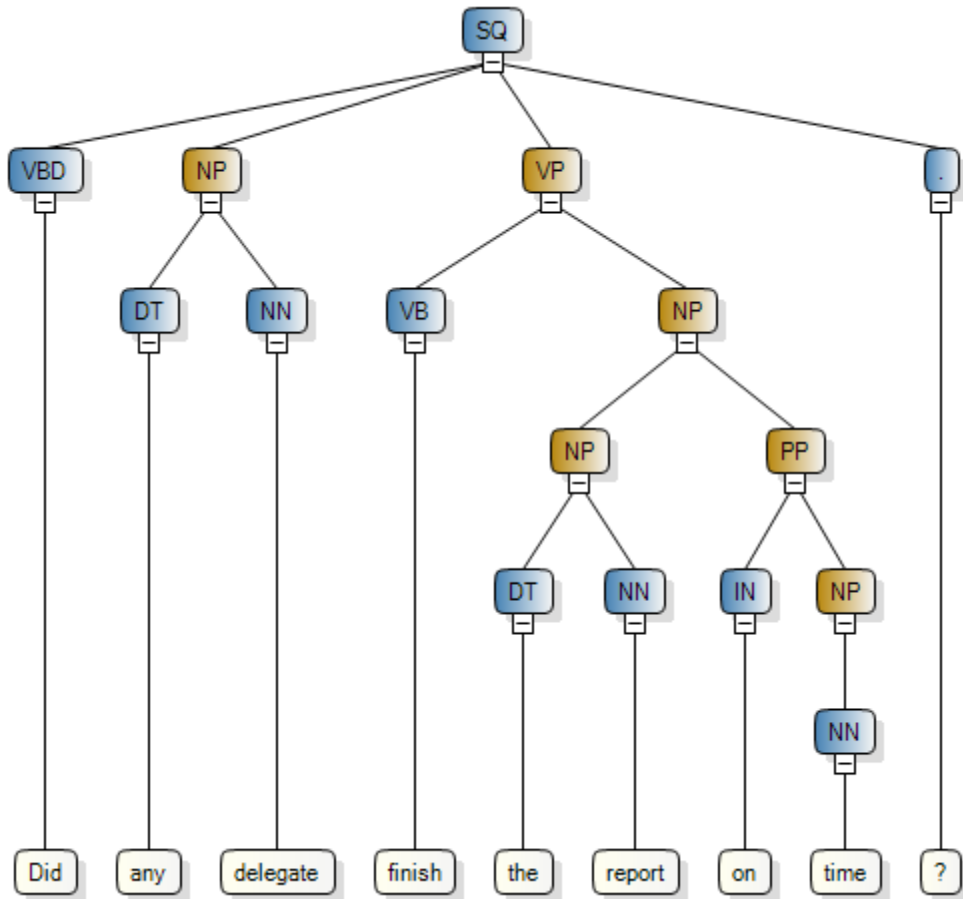 SQ
VBD NP VP .
DT NN VB NP
NP PP
DT NN IN NP
NN
Did any delegate finish the report on time ?